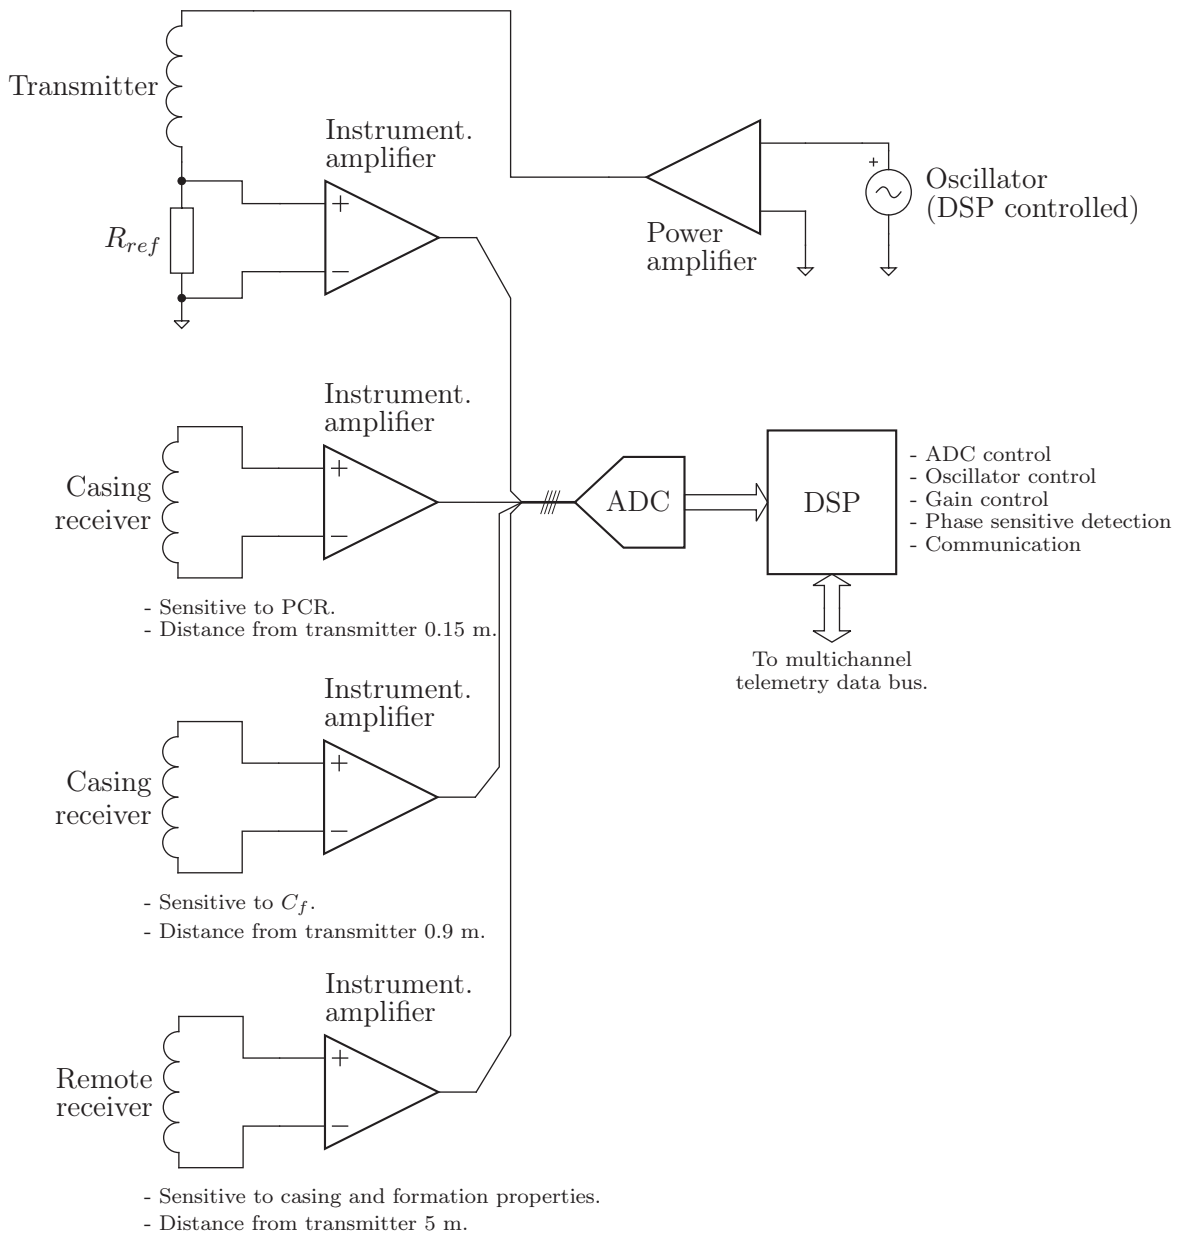 Transmitter
Instrument.
amplifier
+
−
R_ref
Power
amplifier
+
Oscillator
(DSP controlled)
Instrument.
amplifier
+
−
Casing
receiver
- Sensitive to PCR.
- Distance from transmitter 0.15 m.
ADC
DSP
- ADC control
- Oscillator control
- Gain control
- Phase sensitive detection
- Communication
To multichannel
telemetry data bus.
Instrument.
amplifier
+
−
Casing
receiver
- Sensitive to C_f.
- Distance from transmitter 0.9 m.
Instrument.
amplifier
+
−
Remote
receiver
- Sensitive to casing and formation properties.
- Distance from transmitter 5 m.